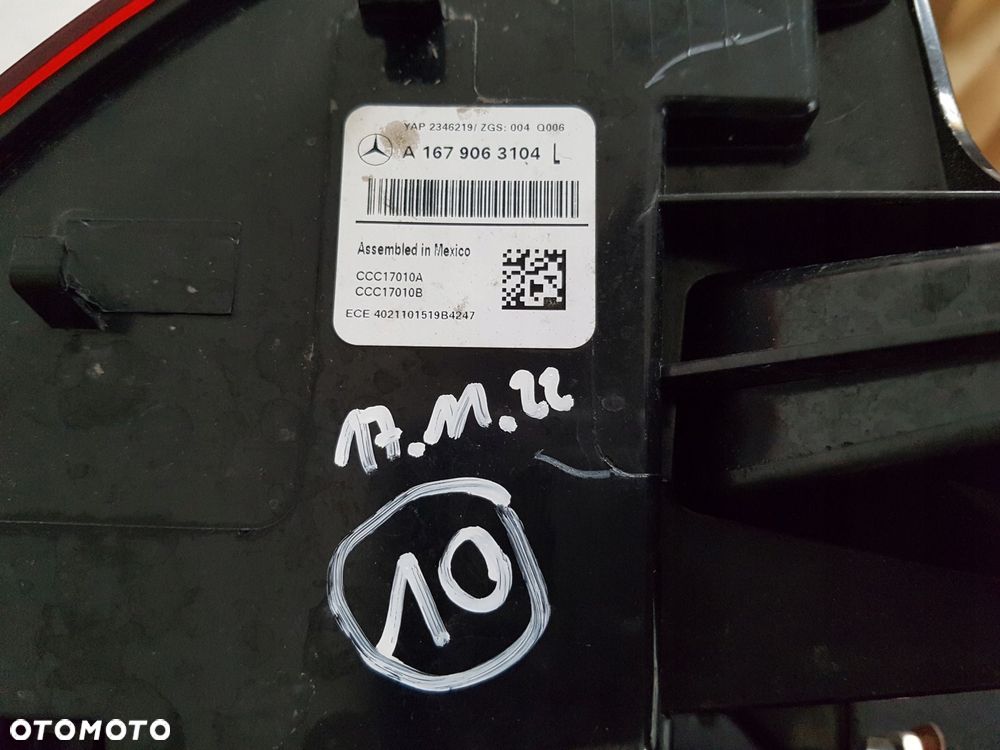 YAP 2346219/ ZGS: 004 Q006
A 167 906 3104 L
Assembled in Mexico
CCC17010A
CCC17010B
ECE 4021101519B4247
17.11.22
10
OTOMOTO